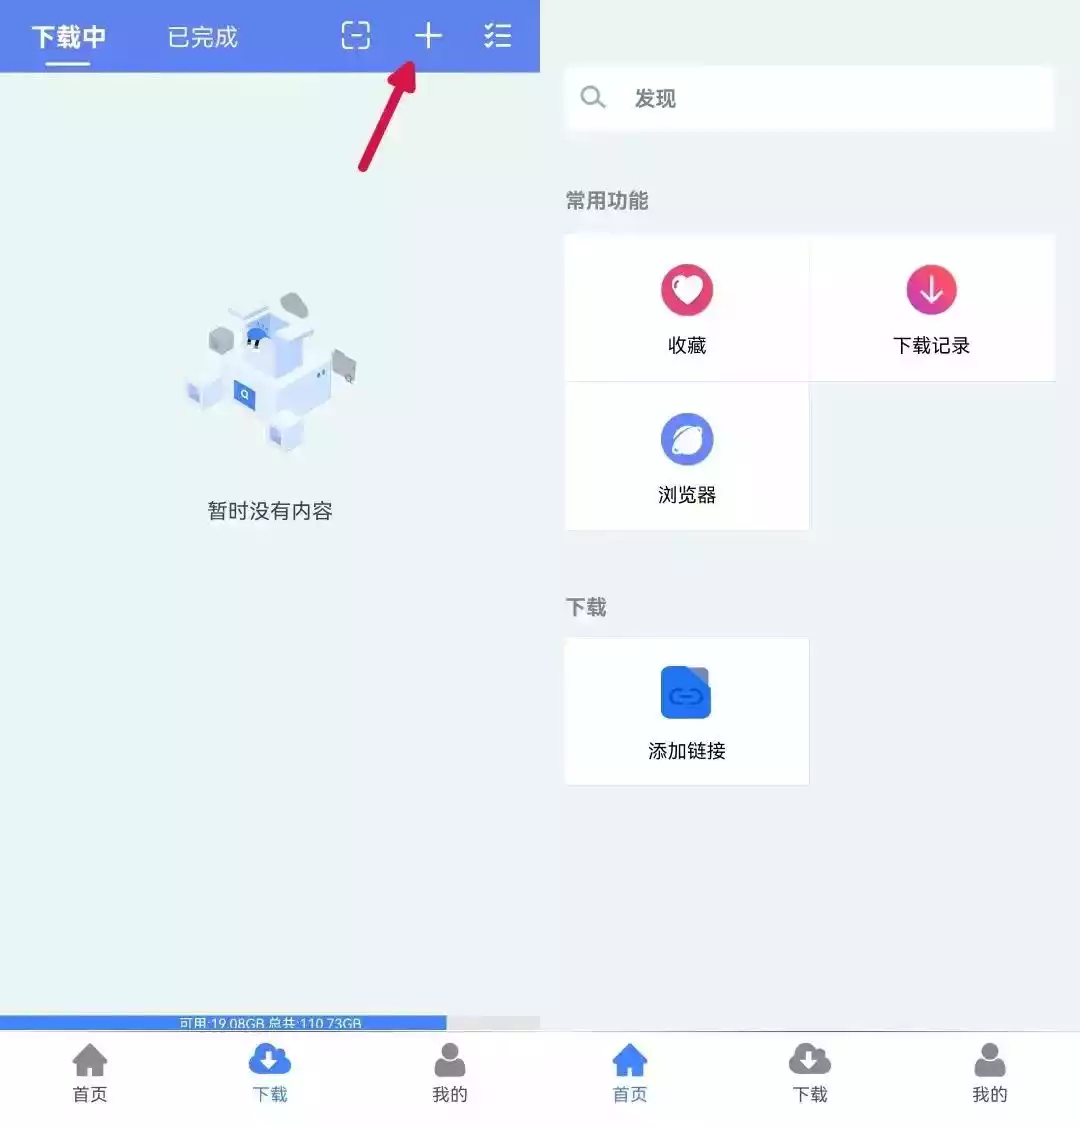 下载中
已完成
暂时没有内容
可用:19.08GB 总共:110.73GB
首页
下载
我的
发现
常用功能
收藏
下载记录
浏览器
下载
添加链接
首页
下载
我的